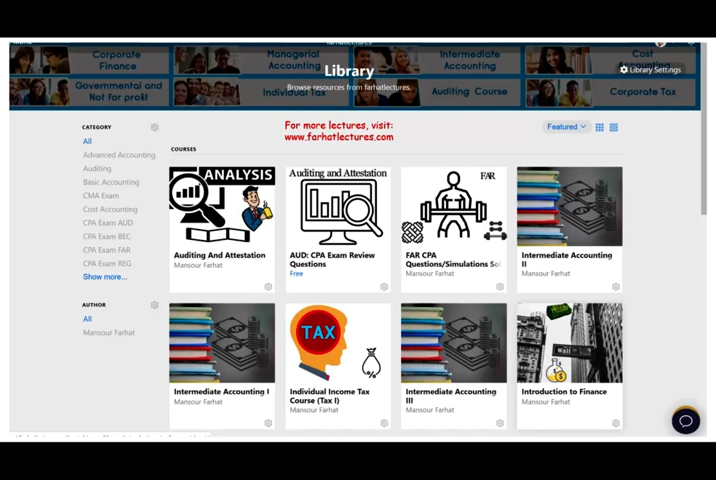 Corporate
Finance
Managerial
Accounting
Intermediate
Accounting
Cost
Accounting
Library
Library Settings
Browse resources from farhatlectures.
Governmental and
Not for profit
Individual Tax
Auditing Course
Corporate Tax
For more lectures, visit:
www.farhatlectures.com
Featured
CATEGORY
All
Advanced Accounting
Auditing
Basic Accounting
CMA Exam
Cost Accounting
CPA Exam AUD
CPA Exam BEC
CPA Exam FAR
CPA Exam REG
Show more...
AUTHOR
All
Mansour Farhat
COURSES
ANALYSIS
Auditing And Attestation
Mansour Farhat
Auditing and Attestation
AUD: CPA Exam Review
Questions
Free
FAR
FAR CPA
Questions/Simulations Sol
Mansour Farhat
Intermediate Accounting
II
Mansour Farhat
Intermediate Accounting I
Mansour Farhat
TAX
Individual Income Tax
Course (Tax I)
Mansour Farhat
Intermediate Accounting
III
Mansour Farhat
Introduction to Finance
Mansour Farhat